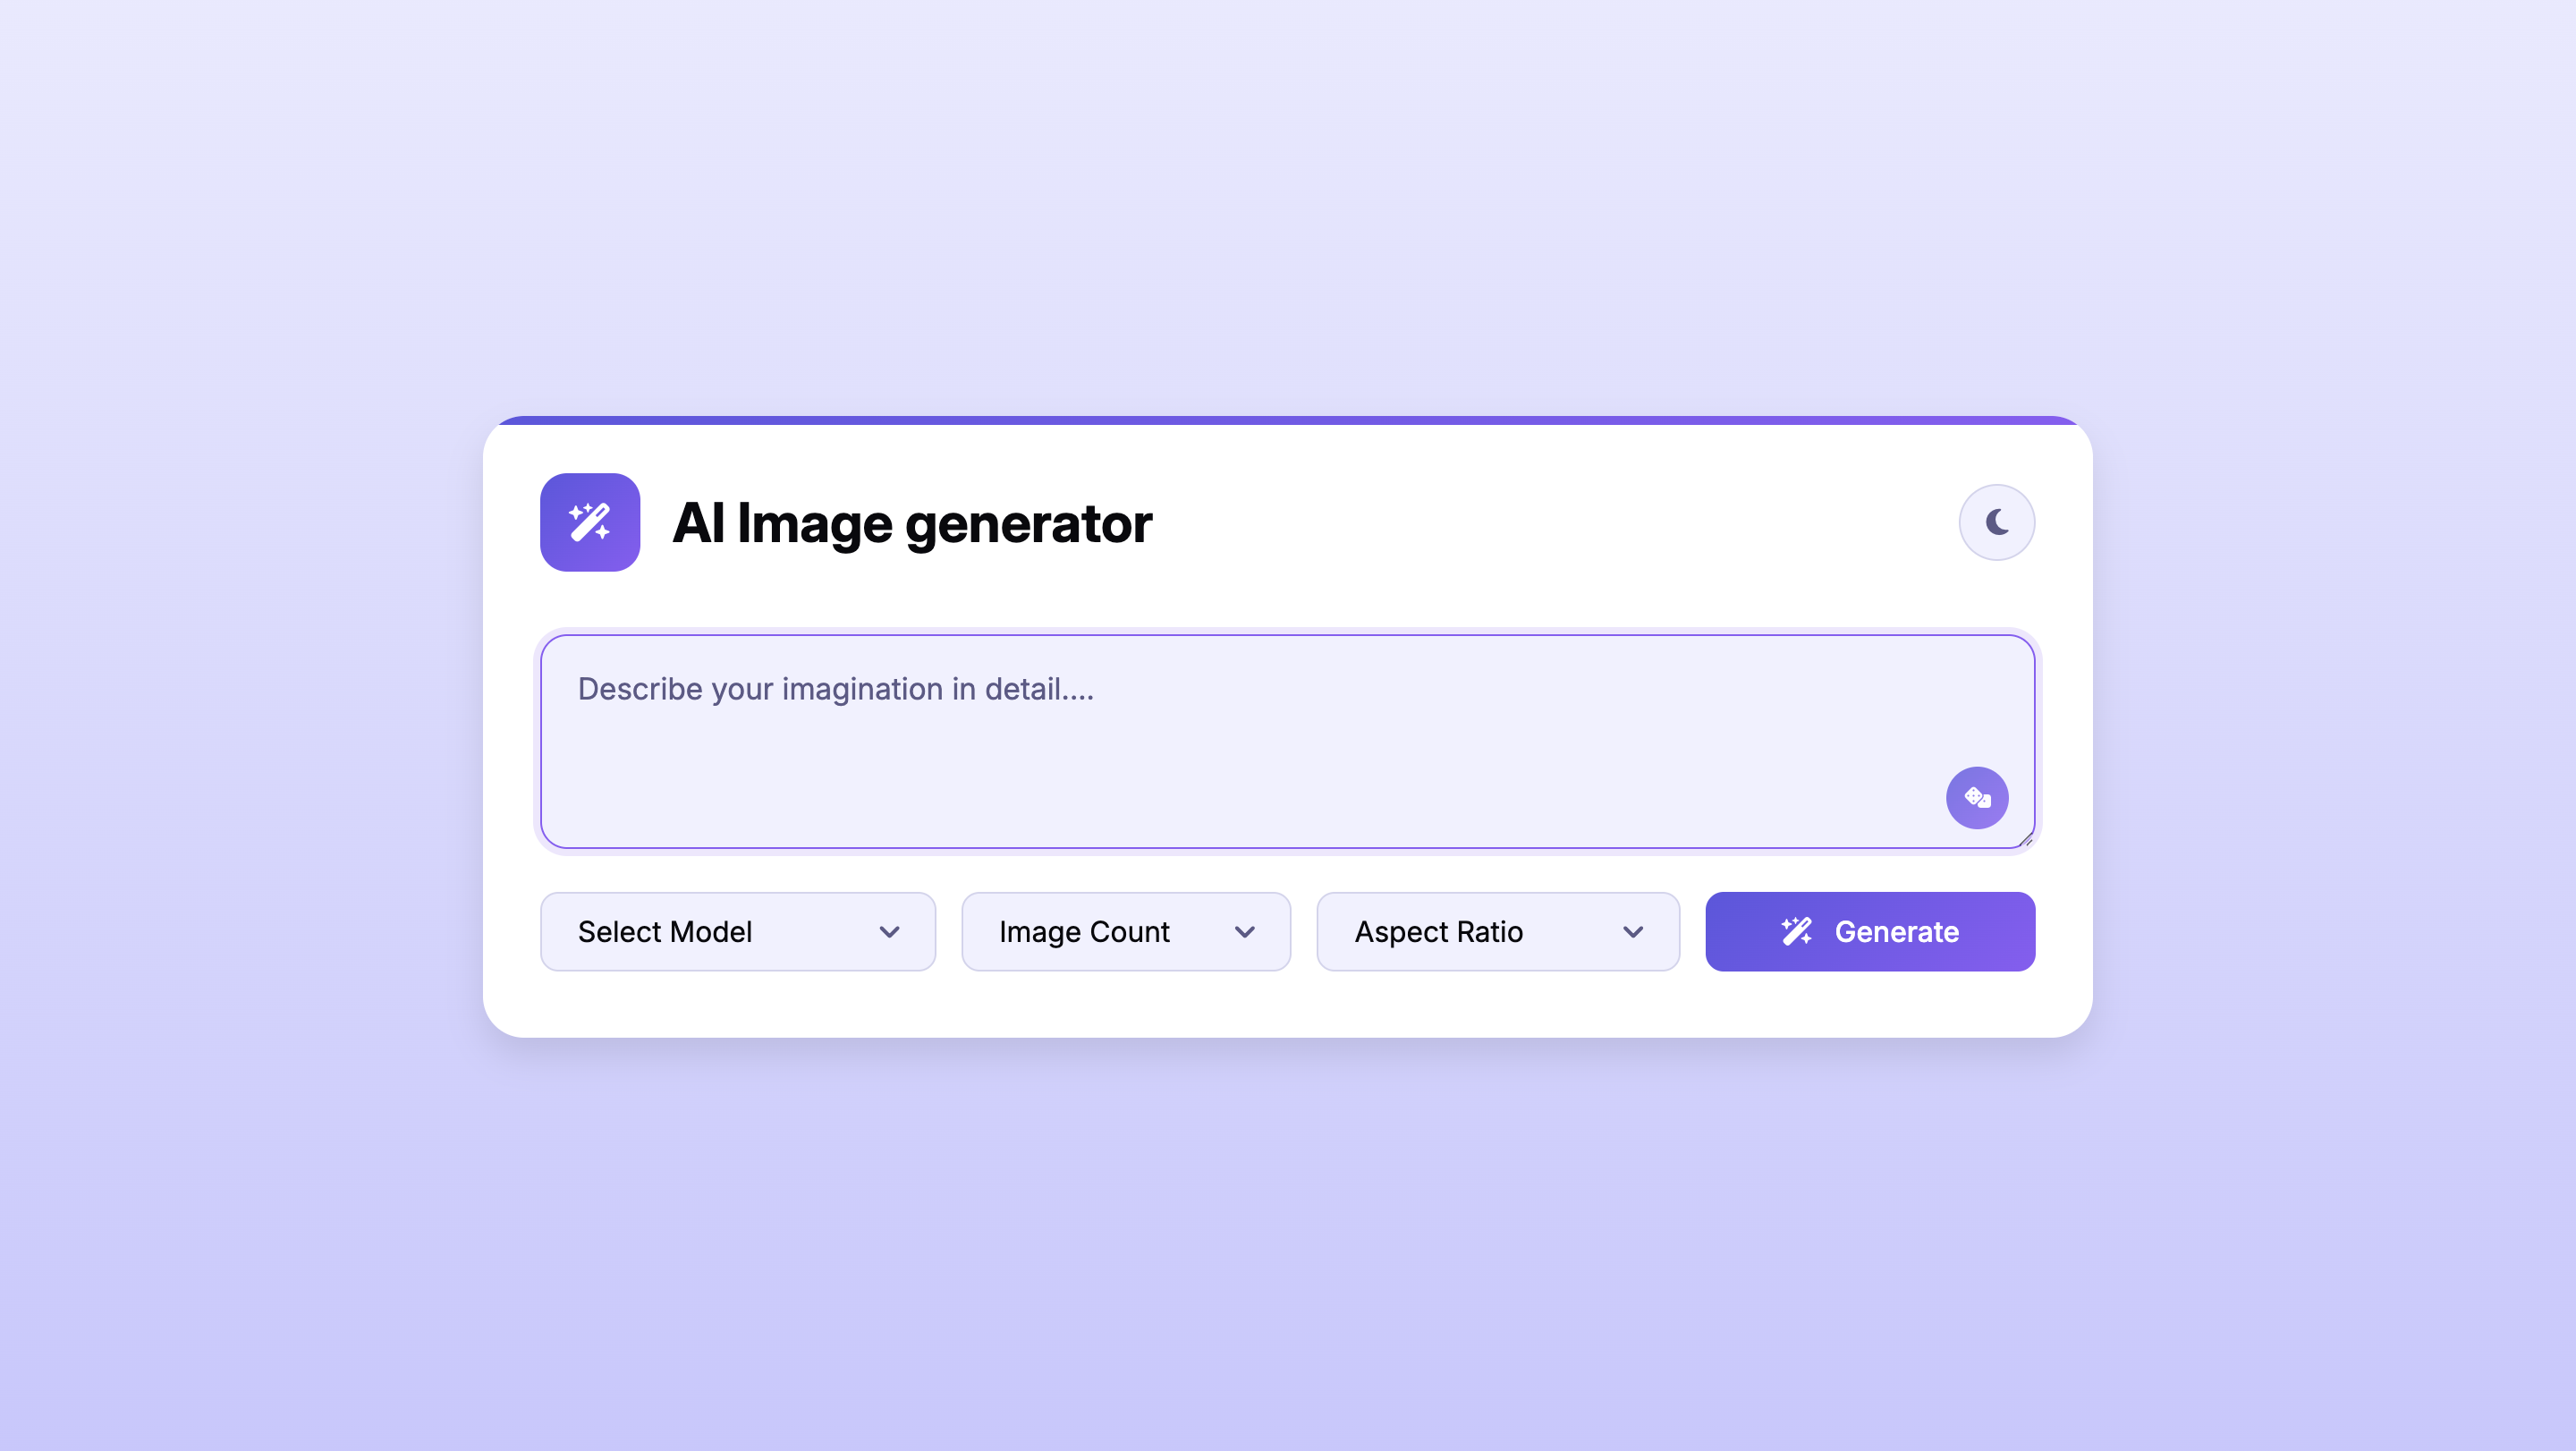 AI Image generator
Describe your imagination in detail....
Select Model
Image Count
Aspect Ratio
Generate